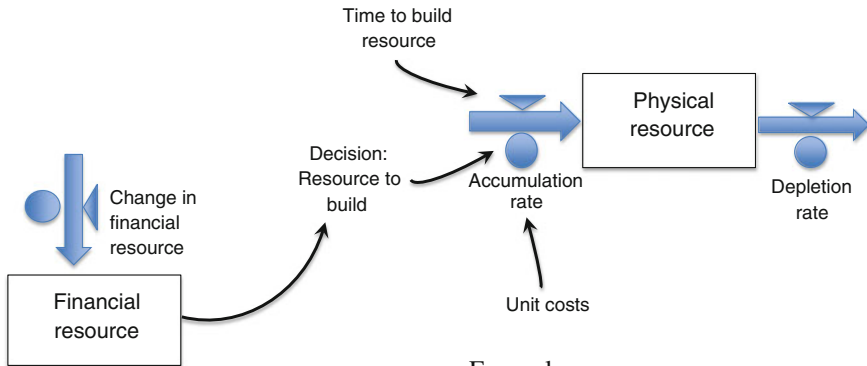 Time to build
resource
Physical
resource
Decision:
Resource to
build
Accumulation
rate
Depletion
rate
Change in
financial
resource
Financial
resource
Unit costs